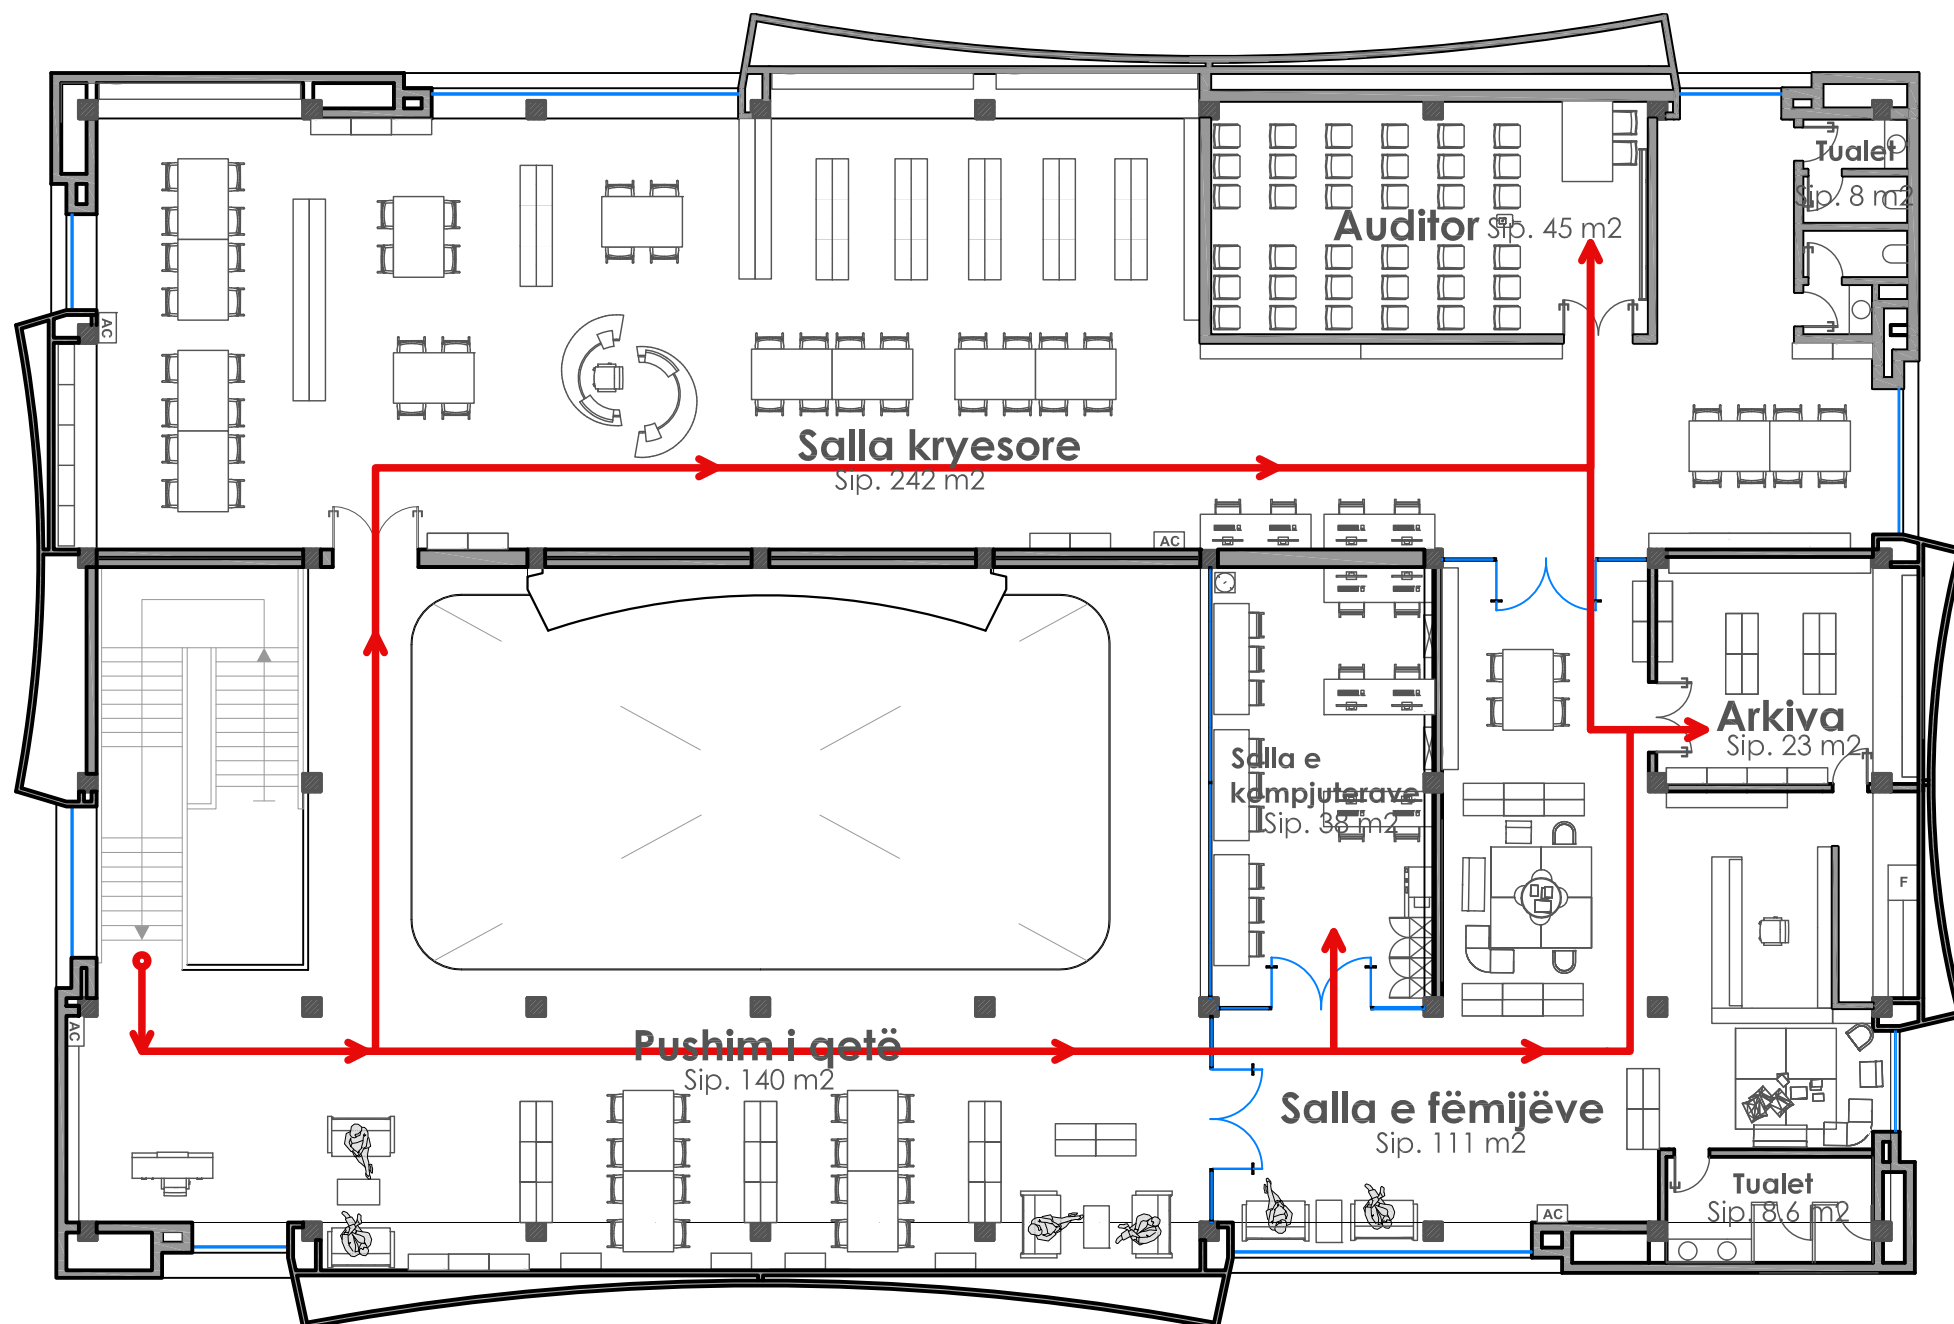 Tualet
Sip. 8 m2
Auditor Sip. 45 m2
AC
Salla kryesore
Sip. 242 m2
AC
Arkiva
Sip. 23 m2
Salla e
kompjuterave
Sip. 38 m2
F
AC
Pushim i qetë
Sip. 140 m2
Salla e fëmijëve
Sip. 111 m2
Tualet
Sip. 8.6 m2
AC